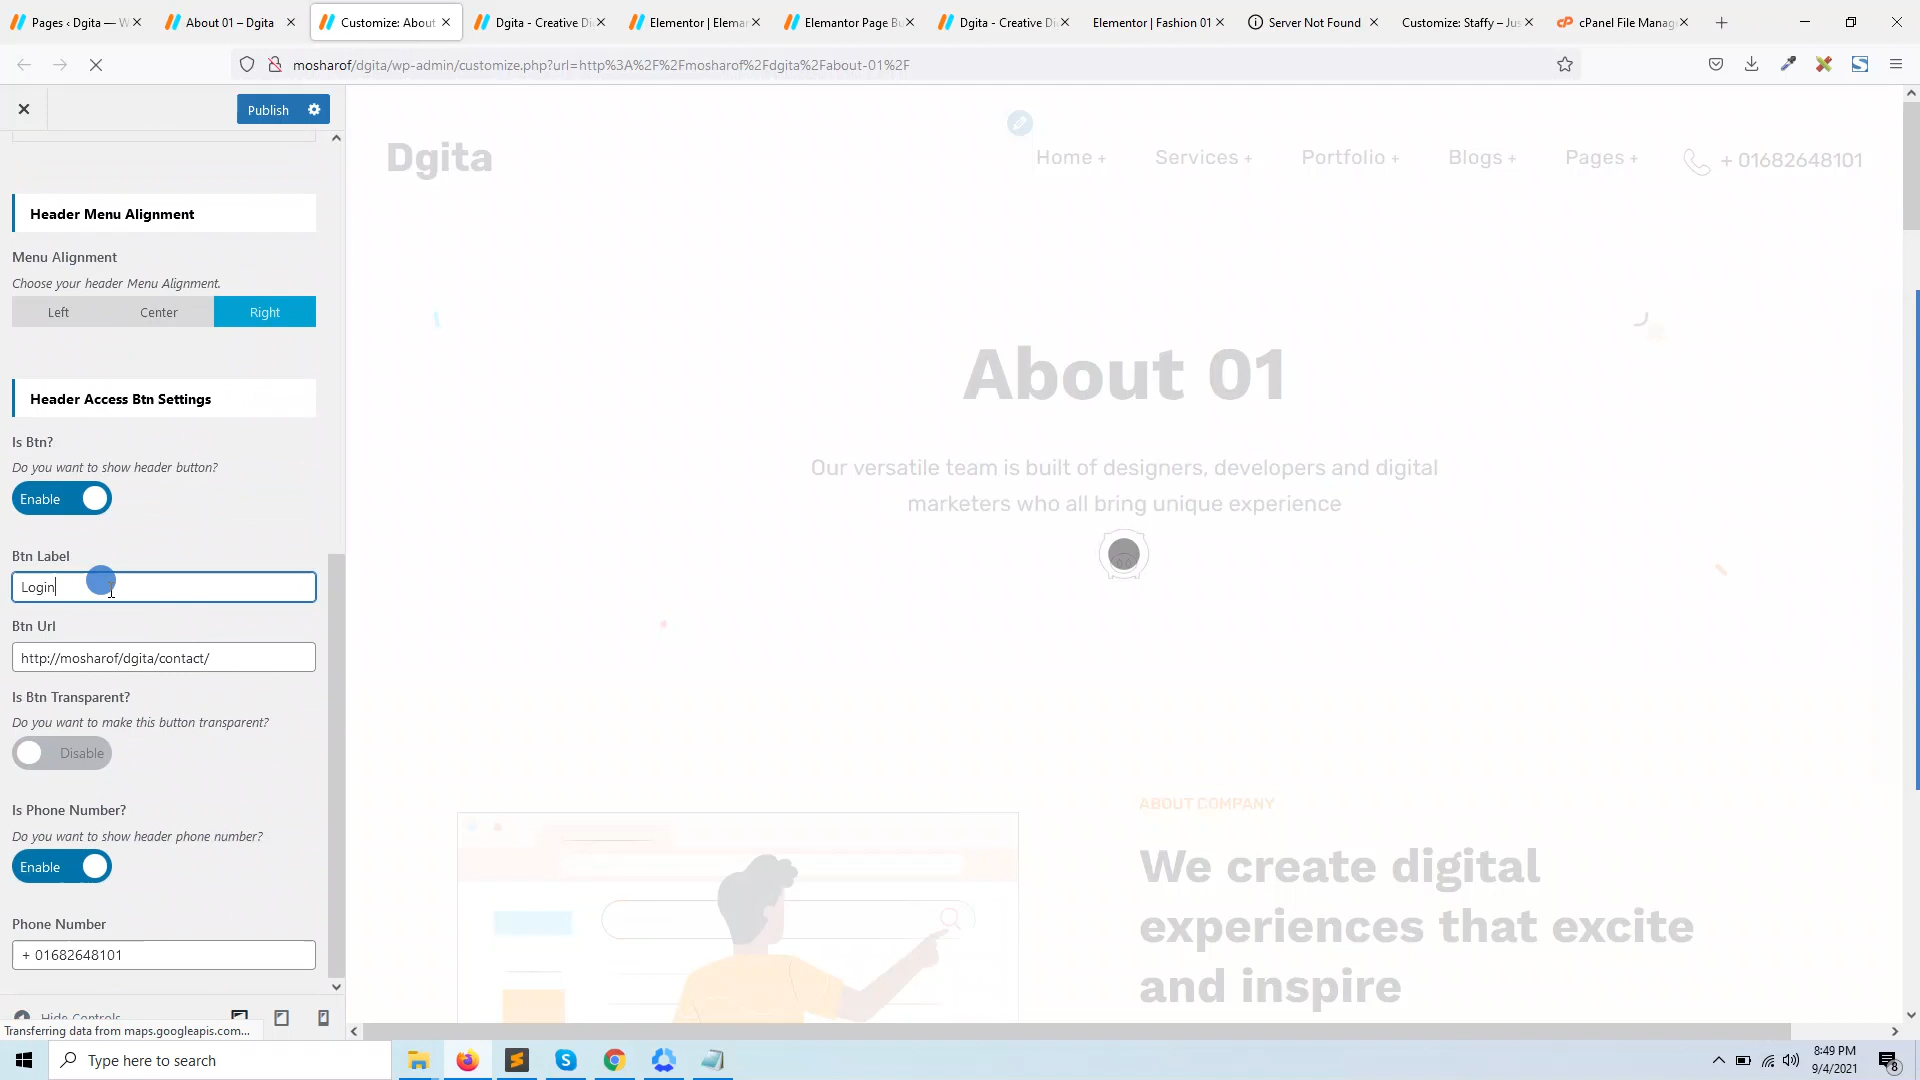 Pages ‹ Dgita — W
About 01 – Dgita
Customize: About
Dgita - Creative Di
Elementor | Elemar
Elemantor Page Bu
Dgita - Creative Di
Elementor | Fashion 01
Server Not Found
Customize: Staffy – Jus
cPanel File Manag
mosharof/dgita/wp-admin/customize.php?url=http%3A%2F%2Fmosharof%2Fdgita%2Fabout-01%2F
Publish
Header Menu Alignment
Menu Alignment
Choose your header Menu Alignment.
Left Center Right
Header Access Btn Settings
Is Btn?
Do you want to show header button?
Enable
Btn Label
Login
Btn Url
http://mosharof/dgita/contact/
Is Btn Transparent?
Do you want to make this button transparent?
Disable
Is Phone Number?
Do you want to show header phone number?
Enable
Phone Number
+ 01682648101
Hide Controls
Transferring data from maps.googleapis.com...
Dgita
Home + Services + Portfolio + Blogs + Pages + + 01682648101
About 01
Our versatile team is built of designers, developers and digital
marketers who all bring unique experience
ABOUT COMPANY
We create digital
experiences that excite
and inspire
Type here to search
8:49 PM
9/4/2021
8